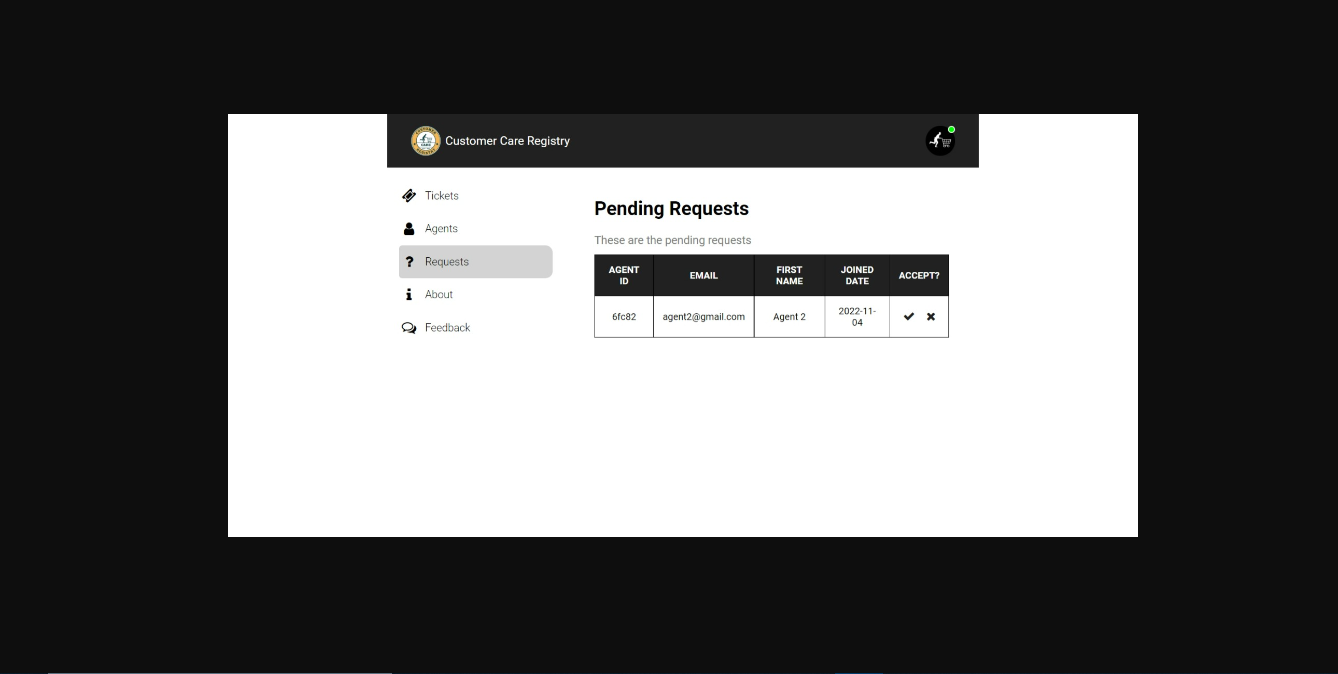 Customer Care Registry
Tickets
Agents
Requests
About
Feedback
Pending Requests
These are the pending requests
AGENT
ID
EMAIL
FIRST
NAME
JOINED
DATE
ACCEPT?
6fc82
agent2@gmail.com
Agent 2
2022-11-
04